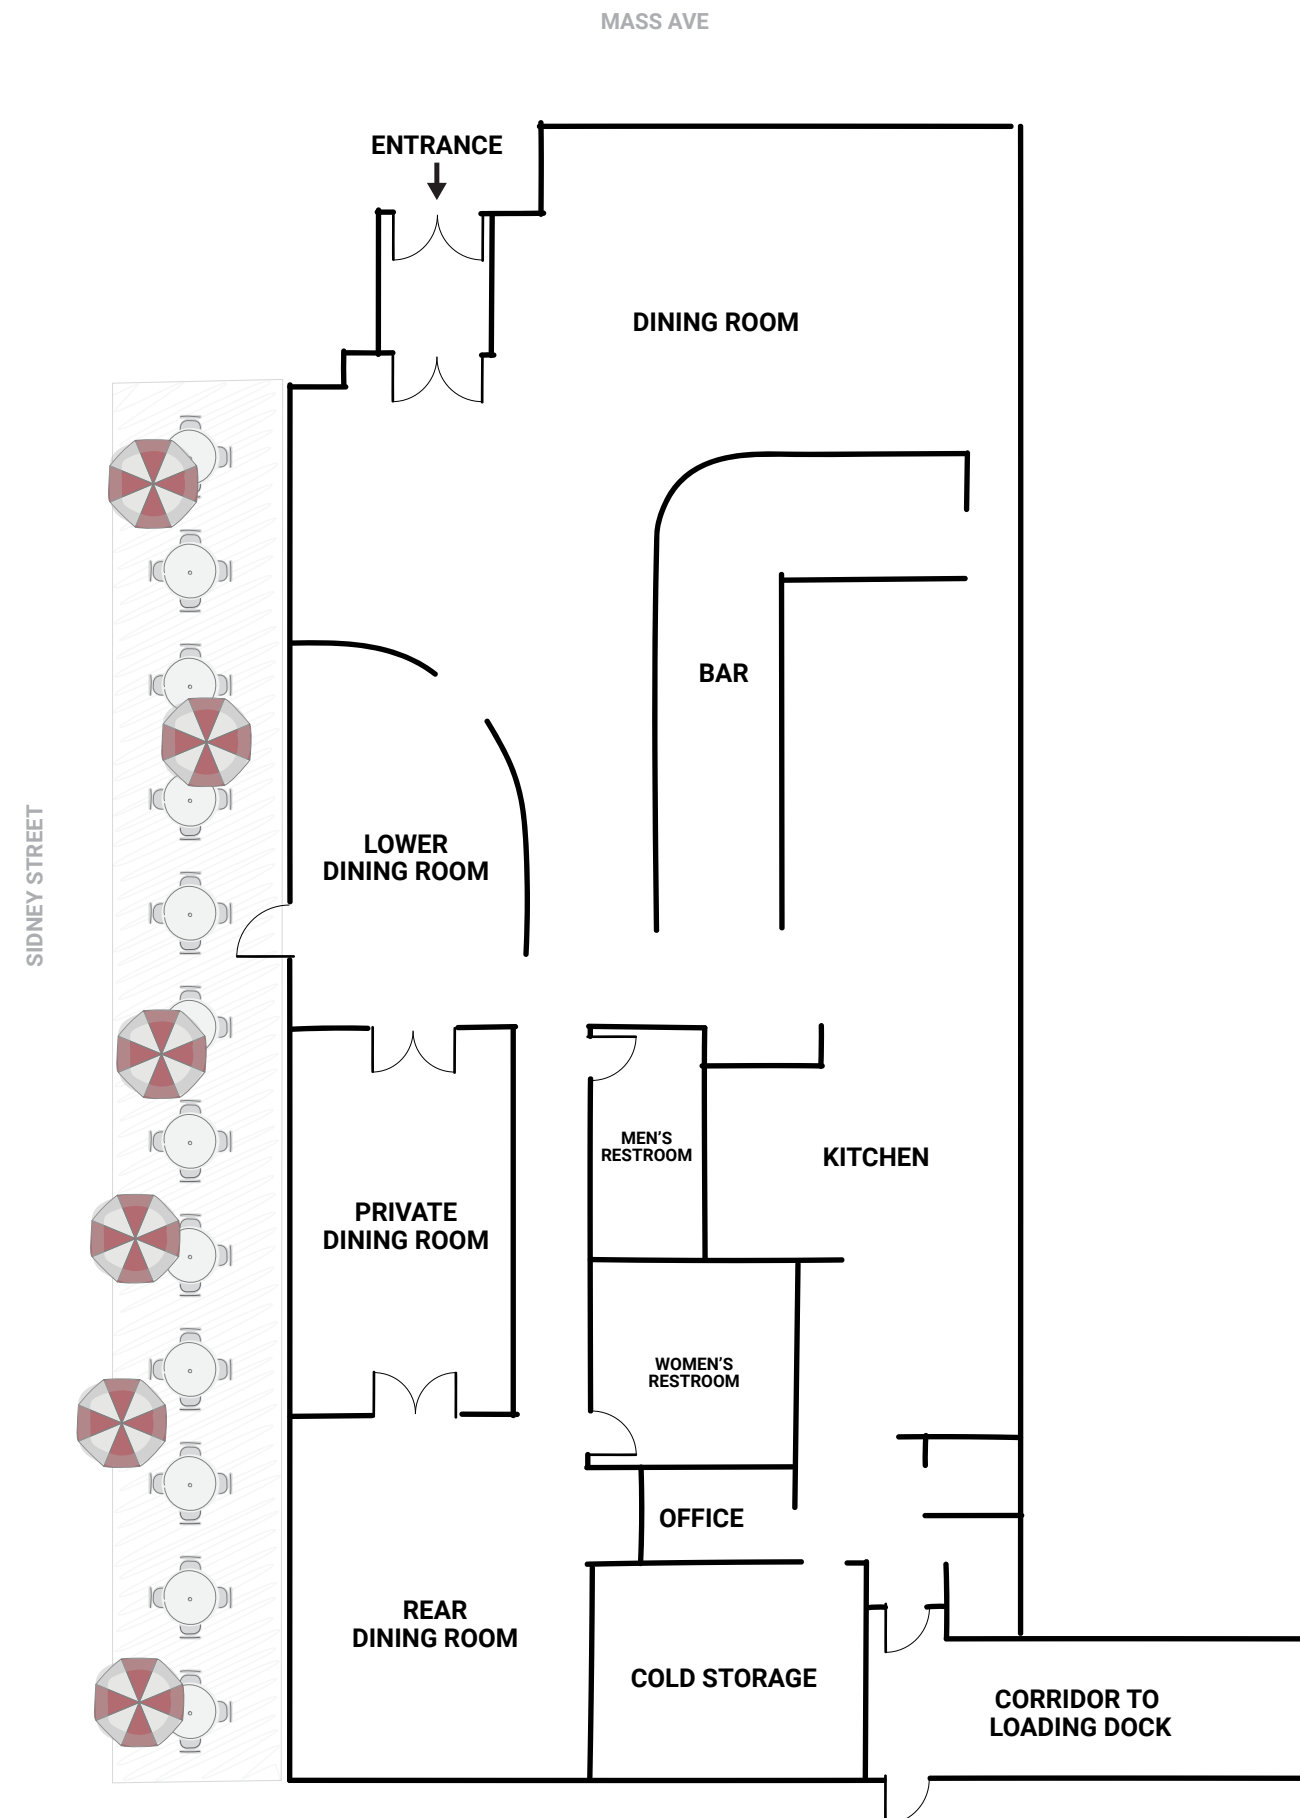 MASS AVE
ENTRANCE
DINING ROOM
BAR
LOWER
DINING ROOM
SIDNEY STREET
MEN'S
RESTROOM
KITCHEN
PRIVATE
DINING ROOM
WOMEN'S
RESTROOM
OFFICE
REAR
DINING ROOM
COLD STORAGE
CORRIDOR TO
LOADING DOCK